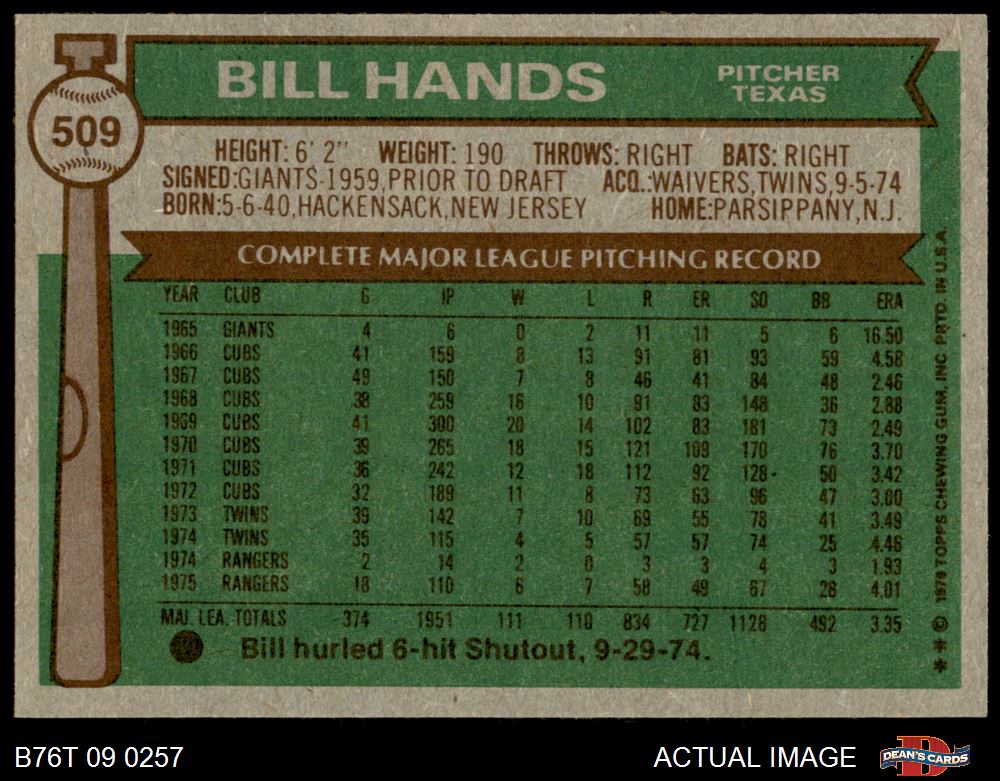 BILL HANDS
PITCHER
TEXAS
509
HEIGHT: 6' 2" WEIGHT: 190 THROWS: RIGHT BATS: RIGHT
SIGNED:GIANTS-1959,PRIOR TO DRAFT ACQ.:WAIVERS,TWINS,9-5-74
BORN:5-6-40,HACKENSACK,NEW JERSEY HOME:PARSIPPANY,N.J.
COMPLETE MAJOR LEAGUE PITCHING RECORD
YEAR CLUB G IP W L R ER SO BB ERA
1965 GIANTS 4 6 0 2 11 11 5 6 16.50
1966 CUBS 41 159 8 13 91 81 93 59 4.58
1967 CUBS 49 150 7 8 46 41 84 48 2.46
1968 CUBS 38 259 16 10 91 83 148 36 2.88
1969 CUBS 41 300 20 14 102 83 181 73 2.49
1970 CUBS 39 265 18 15 121 109 170 76 3.70
1971 CUBS 36 242 12 18 112 92 128 50 3.42
1972 CUBS 32 189 11 8 73 63 96 47 3.00
1973 TWINS 39 142 7 10 69 55 78 41 3.49
1974 TWINS 35 115 4 5 57 57 74 25 4.46
1974 RANGERS 2 14 2 0 3 3 4 3 1.93
1975 RANGERS 18 110 6 7 58 49 67 28 4.01
MAJ. LEA. TOTALS 374 1951 111 110 834 727 1128 492 3.35
Bill hurled 6-hit Shutout, 9-29-74.
** © 1976 TOPPS CHEWING GUM, INC PRTD. IN U.S.A.
B76T 09 0257 ACTUAL IMAGE
DEAN'S CARDS